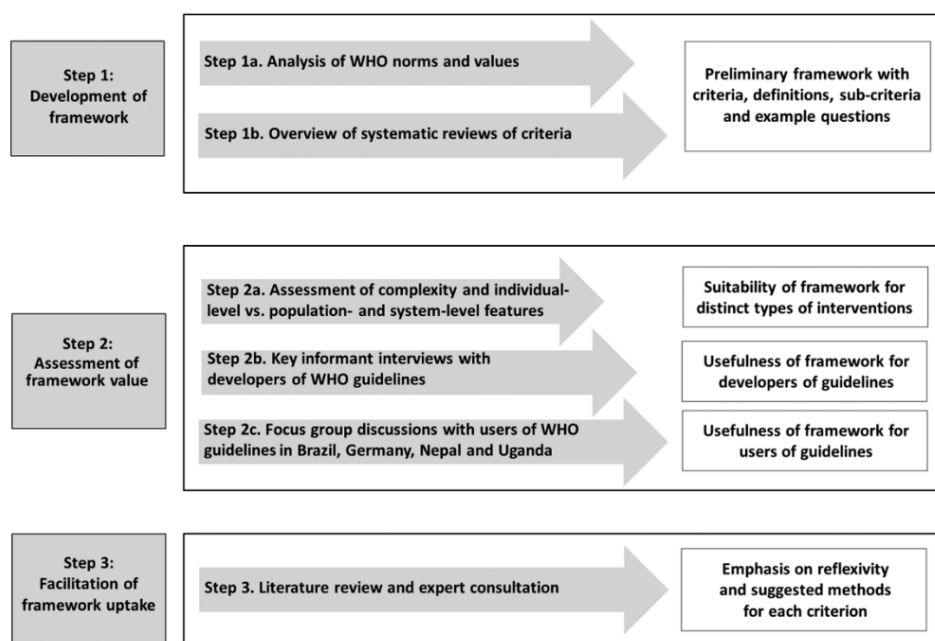 Step 1:
Development of
framework
Step 1a. Analysis of WHO norms and values
Step 1b. Overview of systematic reviews of criteria
Preliminary framework with
criteria, definitions, sub-criteria
and example questions
Step 2:
Assessment of
framework value
Step 2a. Assessment of complexity and individual-
level vs. population- and system-level features
Suitability of framework for
distinct types of interventions
Step 2b. Key informant interviews with
developers of WHO guidelines
Usefulness of framework for
developers of guidelines
Step 2c. Focus group discussions with users of WHO
guidelines in Brazil, Germany, Nepal and Uganda
Usefulness of framework for
users of guidelines
Step 3:
Facilitation of
framework uptake
Step 3. Literature review and expert consultation
Emphasis on reflexivity
and suggested methods
for each criterion